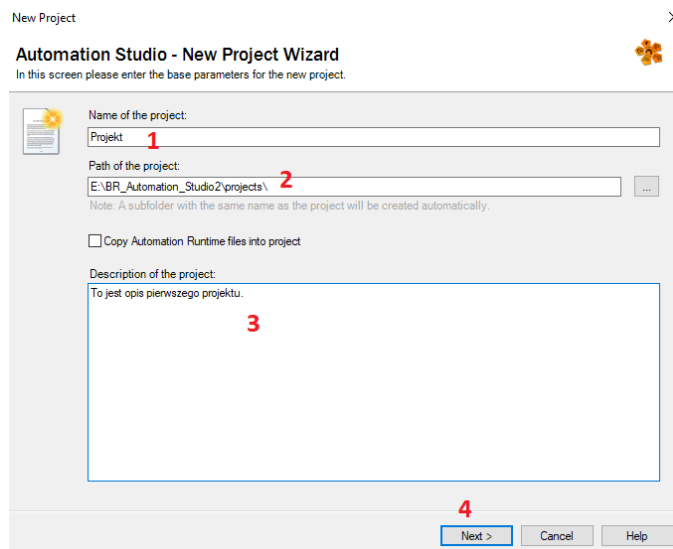 New Project
Automation Studio - New Project Wizard
In this screen please enter the base parameters for the new project.
Name of the project:
Projekt 1
Path of the project:
E:\BR_Automation_Studio2\projects\ 2
...
Note: A subfolder with the same name as the project will be created automatically.
Copy Automation Runtime files into project
Description of the project:
To jest opis pierwszego projektu.
3
4
Next > Cancel Help